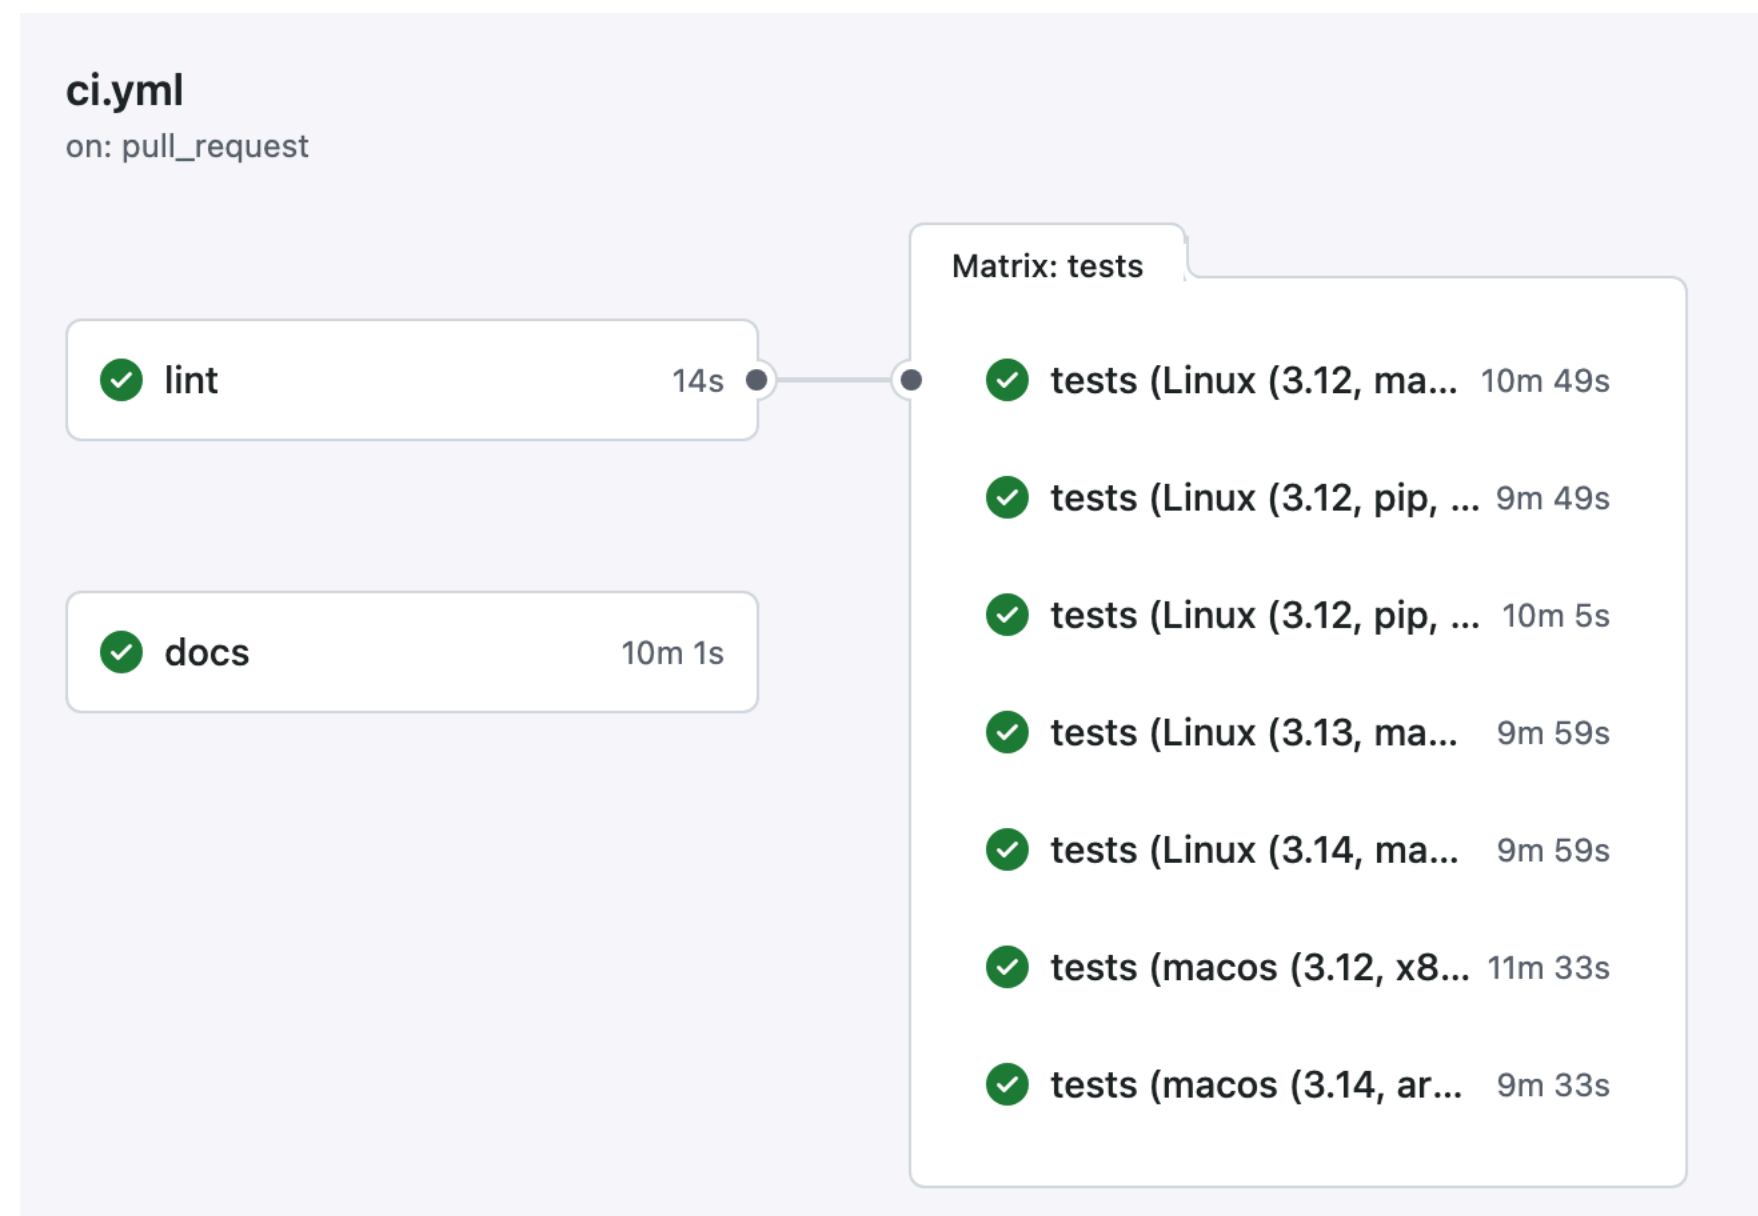 ci.yml
on: pull_request
Matrix: tests
lint 14s
docs 10m 1s
tests (Linux (3.12, ma... 10m 49s
tests (Linux (3.12, pip, ... 9m 49s
tests (Linux (3.12, pip, ... 10m 5s
tests (Linux (3.13, ma... 9m 59s
tests (Linux (3.14, ma... 9m 59s
tests (macos (3.12, x8... 11m 33s
tests (macos (3.14, ar... 9m 33s